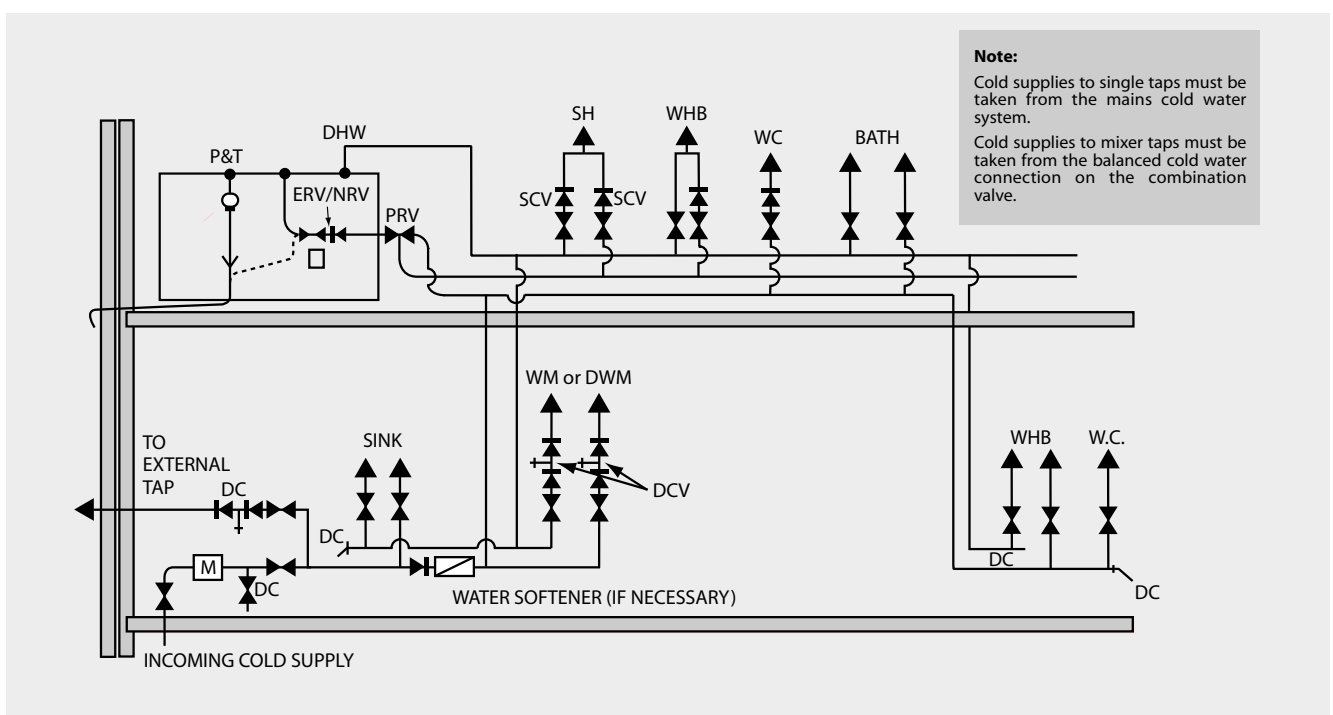 Note:
Cold supplies to single taps must be
taken from the mains cold water
system.
Cold supplies to mixer taps must be
taken from the balanced cold water
connection on the combination
valve.
SH
WHB
WC
BATH
DHW
P&T
ERV/NRV
PRV
SCV
SCV
WM or DWM
TO
EXTERNAL
TAP
SINK
DC
DCV
WHB
W.C.
DC
M
DC
DC
DC
WATER SOFTENER (IF NECESSARY)
INCOMING COLD SUPPLY